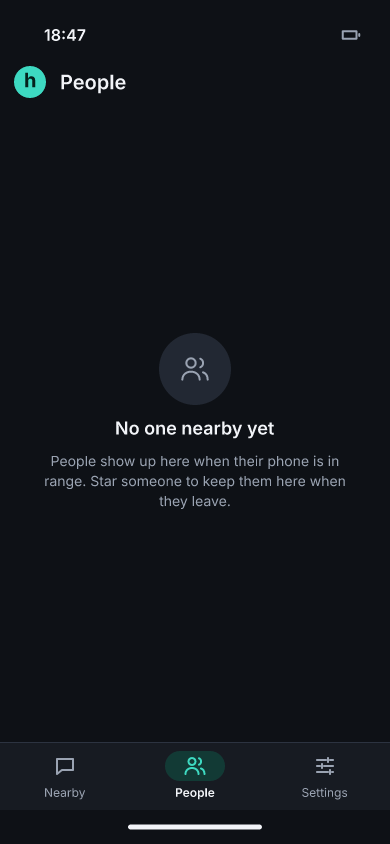 18:47
h People
No one nearby yet
People show up here when their phone is in
range. Star someone to keep them here when
they leave.
Nearby People Settings